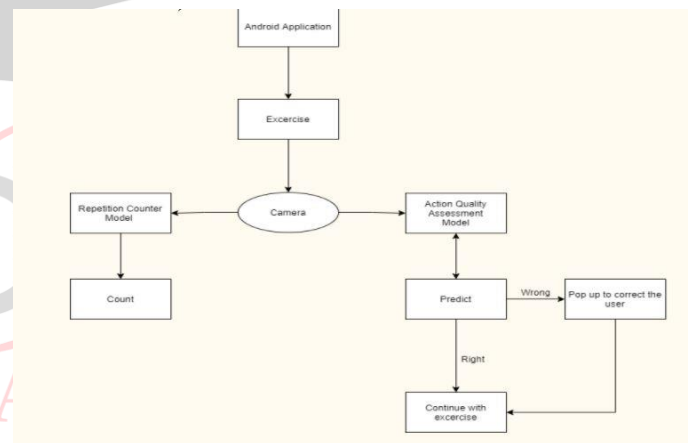 Android Application
Excercise
Repetition Counter
Model
Camera
Action Quality
Assessment
Model
Count
Predict
Wrong
Pop up to correct the
user
Right
Continue with
excercise